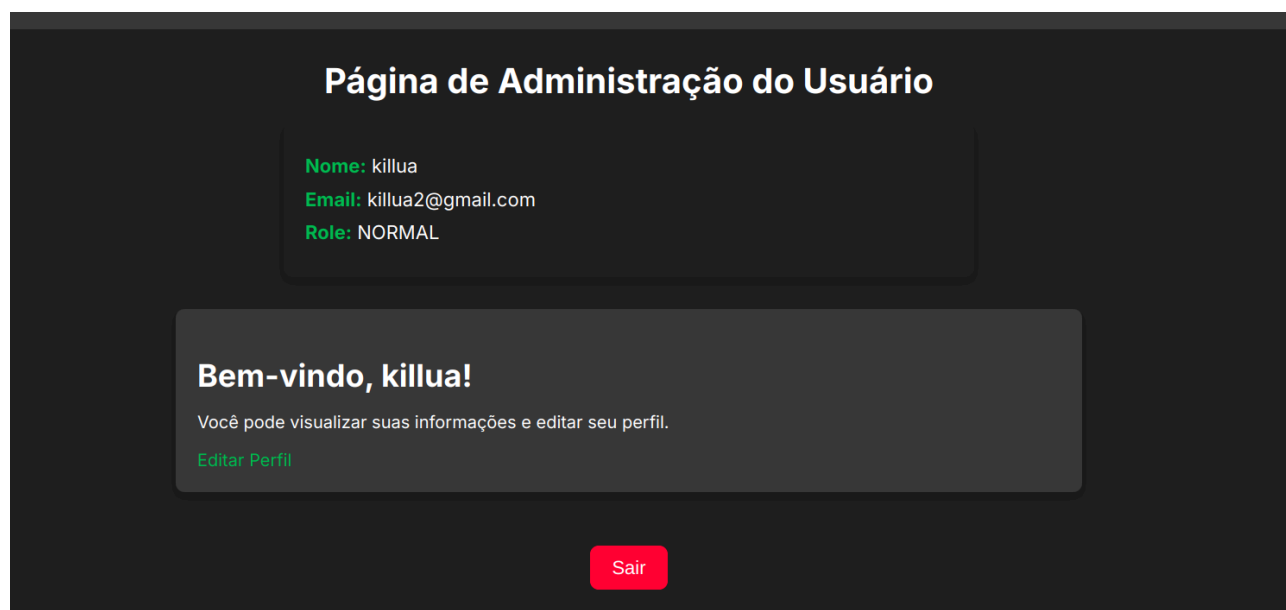 Página de Administração do Usuário
Nome: killua
Email: killua2@gmail.com
Role: NORMAL
Bem-vindo, killua!
Você pode visualizar suas informações e editar seu perfil.
Editar Perfil
Sair